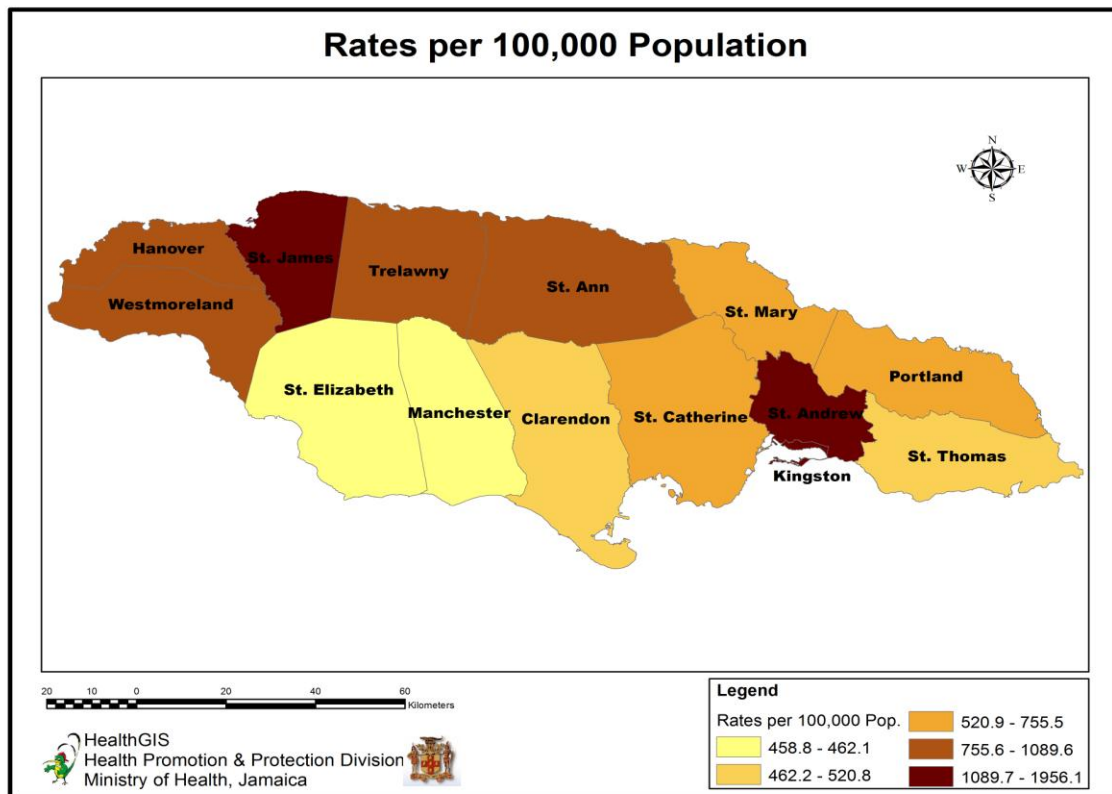 Rates per 100,000 Population
N
W E
S
Hanover
St. James
Trelawny
St. Ann
Westmoreland
St. Mary
Portland
St. Elizabeth
Manchester
Clarendon
St. Catherine
St. Andrew
St. Thomas
Kingston
20 10 0 20 40 60
Kilometers
HealthGIS
Health Promotion & Protection Division
Ministry of Health, Jamaica
Legend
Rates per 100,000 Pop.
458.8 - 462.1
462.2 - 520.8
520.9 - 755.5
755.6 - 1089.6
1089.7 - 1956.1